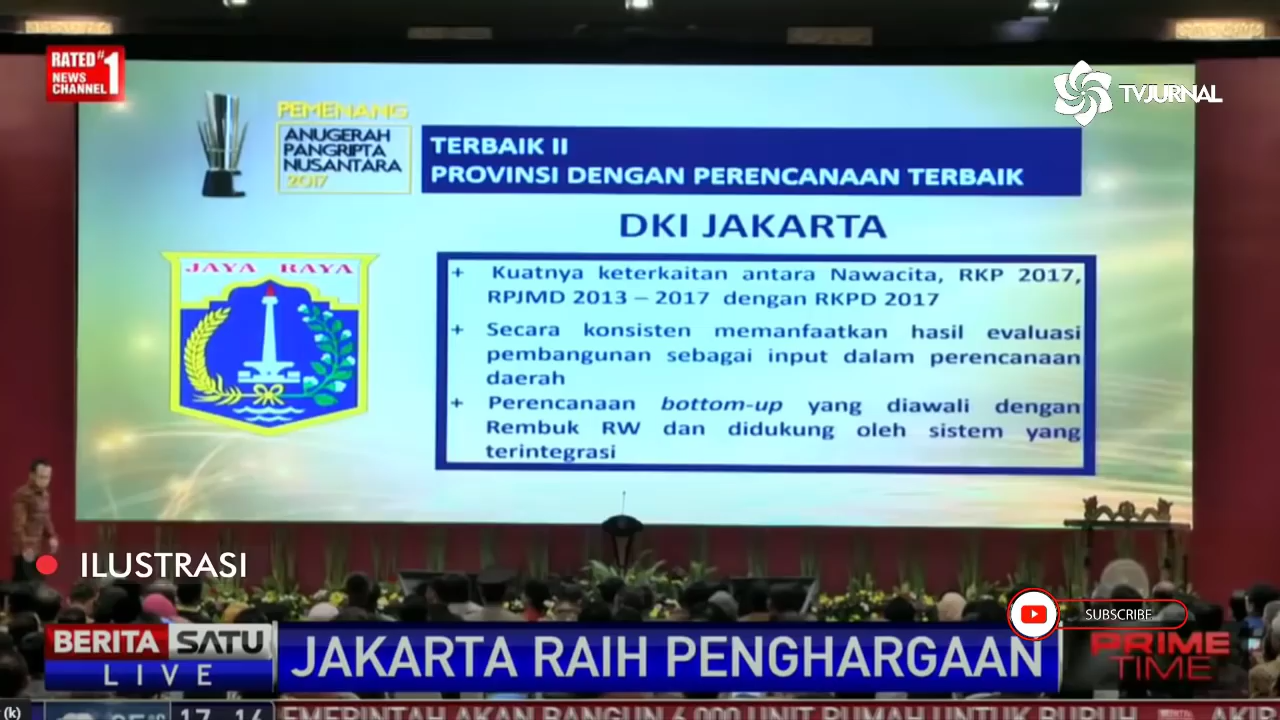 RATED #1
NEWS
CHANNEL
TVJURNAL
PEMENANG
ANUGERAH
PANGRIPTA
NUSANTARA
2017
TERBAIK II
PROVINSI DENGAN PERENCANAAN TERBAIK
DKI JAKARTA
JAYA RAYA
+ Kuatnya keterkaitan antara Nawacita, RKP 2017,
RPJMD 2013 – 2017 dengan RKPD 2017
+ Secara konsisten memanfaatkan hasil evaluasi
pembangunan sebagai input dalam perencanaan
daerah
+ Perencanaan bottom-up yang diawali dengan
Rembuk RW dan didukung oleh sistem yang
terintegrasi
ILUSTRASI
SUBSCRIBE
BERITA SATU
LIVE
JAKARTA RAIH PENGHARGAAN
PRIME
TIME
(k)
EMERINTAH AKAN BANGUN 6.000 UNIT RUMAH UNTUK BURUH